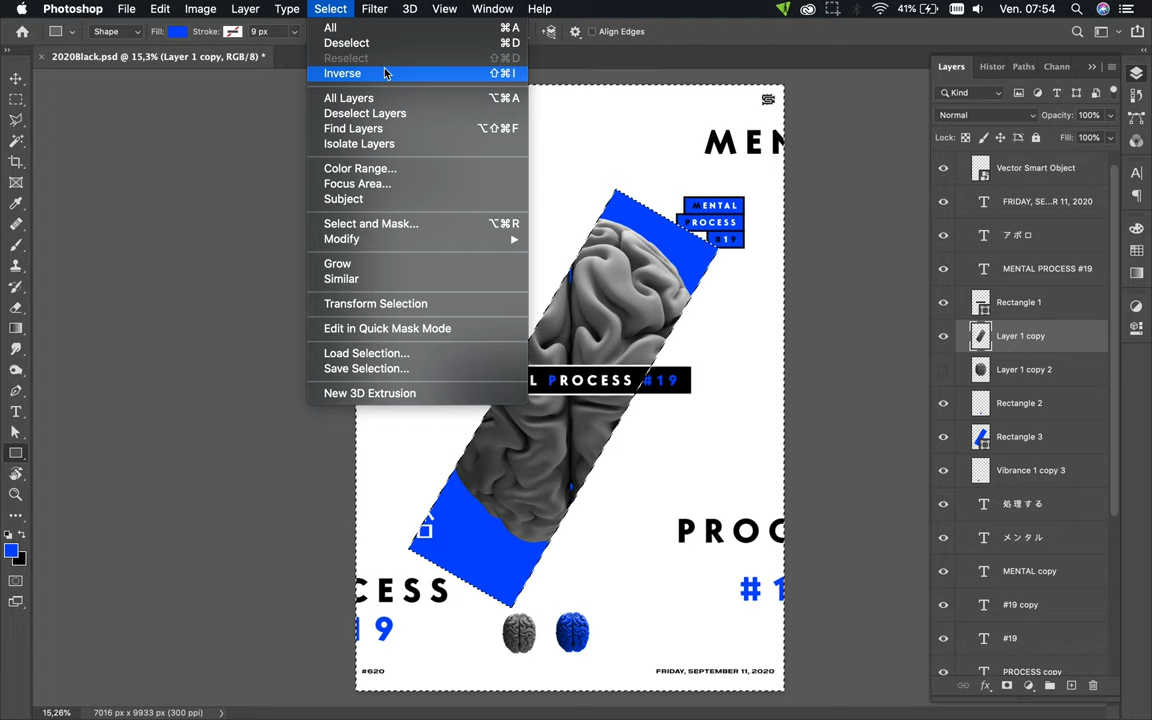 Photoshop File Edit Image Layer Type Select Filter 3D View Window Help 41% Ven. 07:54
Shape Fill: Stroke: 9 px Align Edges
× 2020Black.psd @ 15,3% (Layer 1 copy, RGB/8) *
All ⌘A
Deselect ⌘D
Reselect ⇧⌘D
Inverse ⇧⌘I
All Layers ⌥⌘A
Deselect Layers
Find Layers ⌥⇧⌘F
Isolate Layers
Color Range...
Focus Area...
Subject
Select and Mask... ⌥⌘R
Modify
Grow
Similar
Transform Selection
Edit in Quick Mask Mode
Load Selection...
Save Selection...
New 3D Extrusion
MEN
MENTAL
PROCESS
#19
L PROCESS #19
PROC
#1
CESS
19
#620 FRIDAY, SEPTEMBER 11, 2020
Layers Histor Paths Chann
Kind
Normal Opacity: 100%
Lock: Fill: 100%
Vector Smart Object
FRIDAY, SE...R 11, 2020
アポロ
MENTAL PROCESS #19
Rectangle 1
Layer 1 copy
Layer 1 copy 2
Rectangle 2
Rectangle 3
Vibrance 1 copy 3
処理する
メンタル
MENTAL copy
#19 copy
#19
PROCESS copy
15,26% 7016 px x 9933 px (300 ppi)